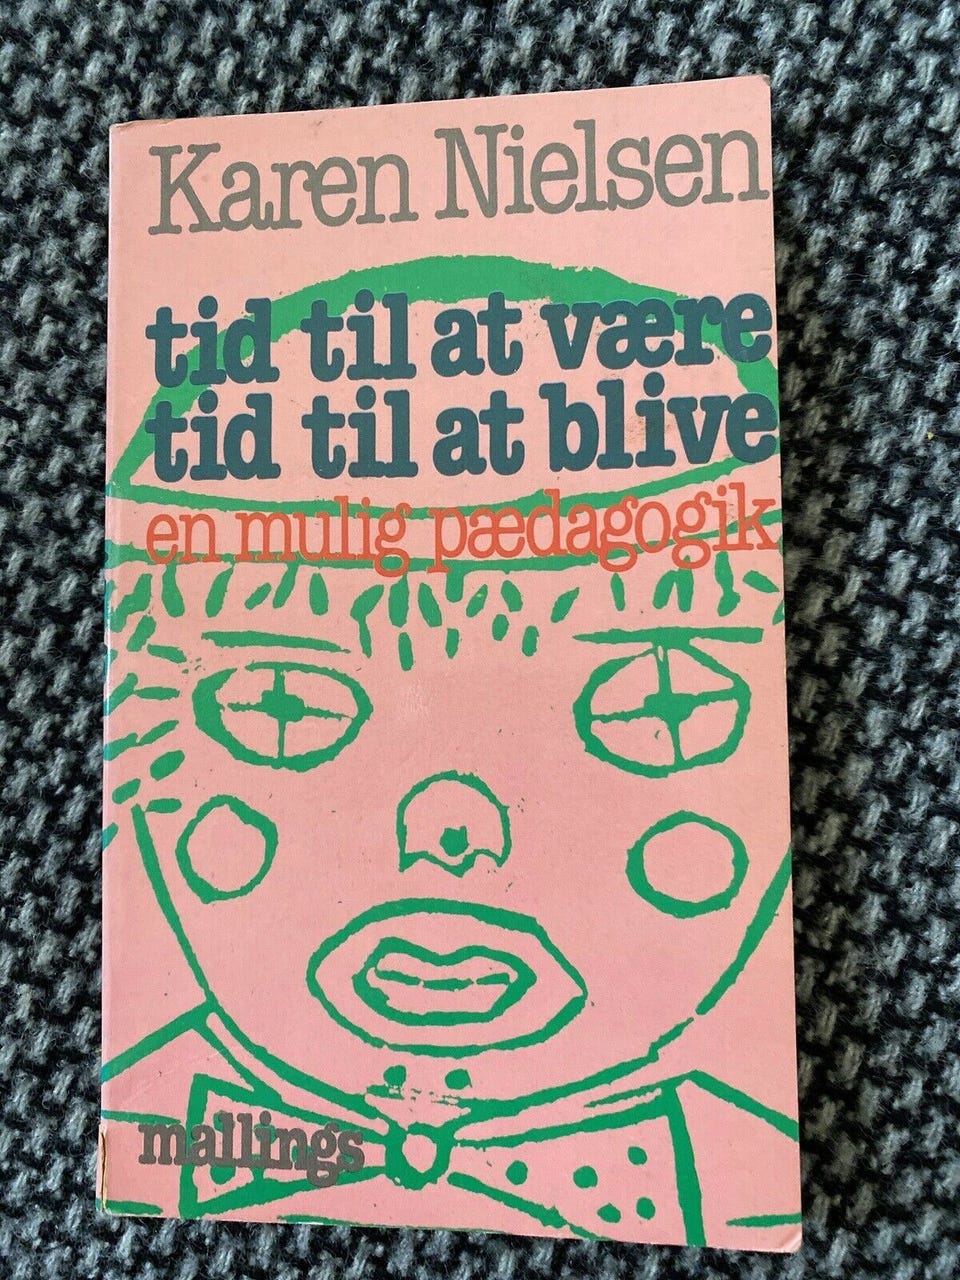 Karen Nielsen
tid til at være
tid til at blive
en mulig pædagogik
mallings